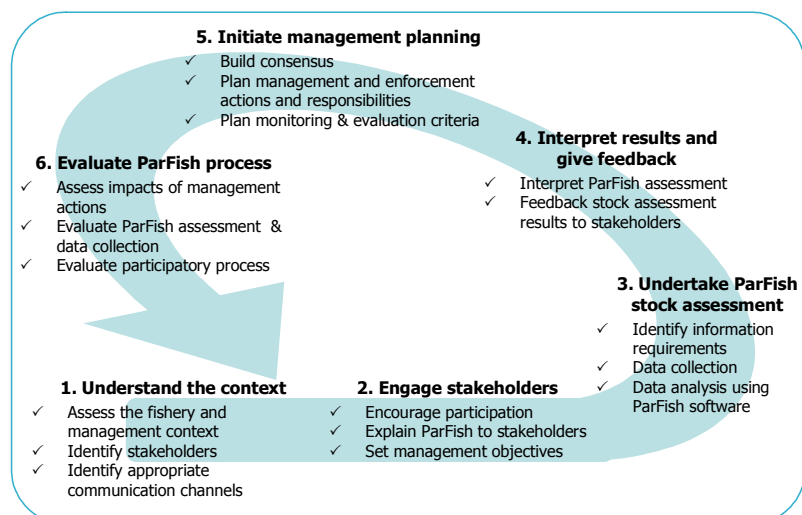 5. Initiate management planning
✓ Build consensus
✓ Plan management and enforcement
actions and responsibilities
✓ Plan monitoring & evaluation criteria
4. Interpret results and
give feedback
✓ Interpret ParFish assessment
✓ Feedback stock assessment
results to stakeholders
6. Evaluate ParFish process
✓ Assess impacts of management
actions
✓ Evaluate ParFish assessment &
data collection
✓ Evaluate participatory process
3. Undertake ParFish
stock assessment
✓ Identify information
requirements
✓ Data collection
✓ Data analysis using
ParFish software
1. Understand the context
✓ Assess the fishery and
management context
✓ Identify stakeholders
✓ Identify appropriate
communication channels
2. Engage stakeholders
✓ Encourage participation
✓ Explain ParFish to stakeholders
✓ Set management objectives